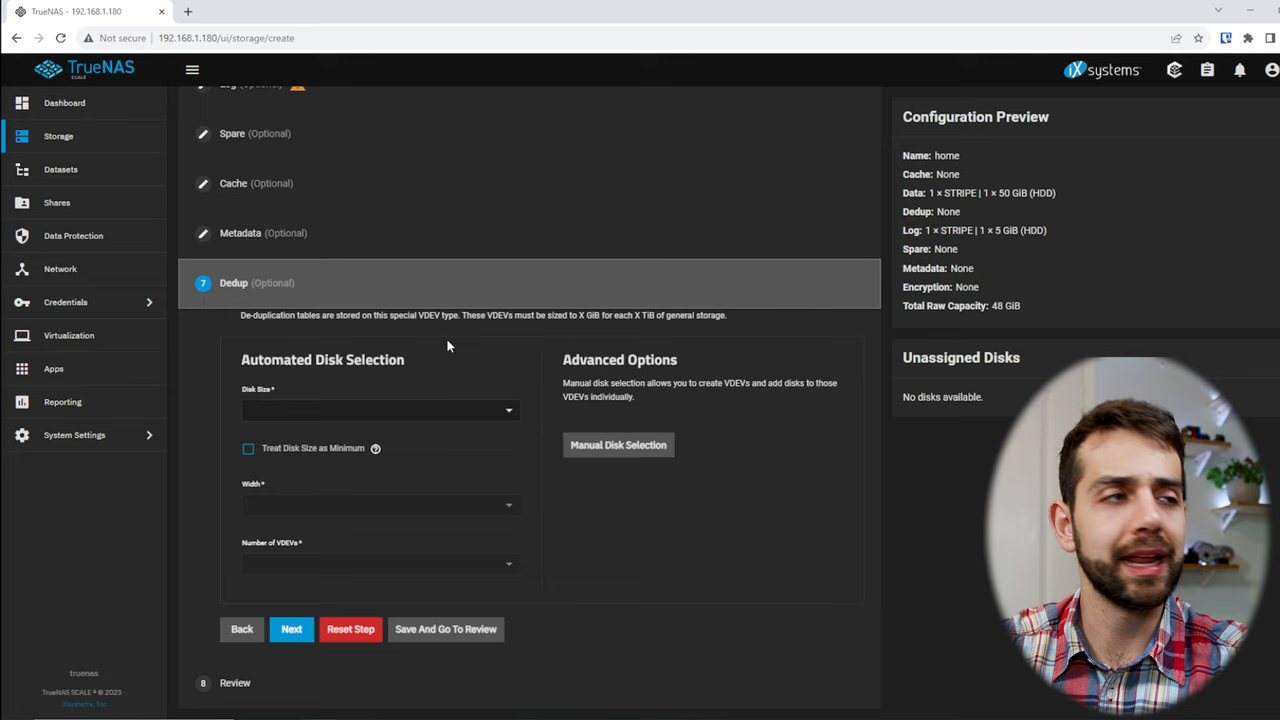 TrueNAS - 192.168.1.180
Not secure
192.168.1.180/ui/storage/create
TrueNAS
SCALE
iXsystems
Dashboard
Storage
Datasets
Shares
Data Protection
Network
Credentials
Virtualization
Apps
Reporting
System Settings
truenas
TrueNAS SCALE ® © 2023
iXsystems, Inc
Log (Optional)
Spare (Optional)
Cache (Optional)
Metadata (Optional)
7 Dedup (Optional)
De-duplication tables are stored on this special VDEV type. These VDEVs must be sized to X GiB for each X TiB of general storage.
Automated Disk Selection
Disk Size*
Treat Disk Size as Minimum
Width*
Number of VDEVs*
Advanced Options
Manual disk selection allows you to create VDEVs and add disks to those
VDEVs individually.
Manual Disk Selection
Back
Next
Reset Step
Save And Go To Review
8 Review
Configuration Preview
Name: home
Cache: None
Data: 1 × STRIPE | 1 × 50 GiB (HDD)
Dedup: None
Log: 1 × STRIPE | 1 × 5 GiB (HDD)
Spare: None
Metadata: None
Encryption: None
Total Raw Capacity: 48 GiB
Unassigned Disks
No disks available.